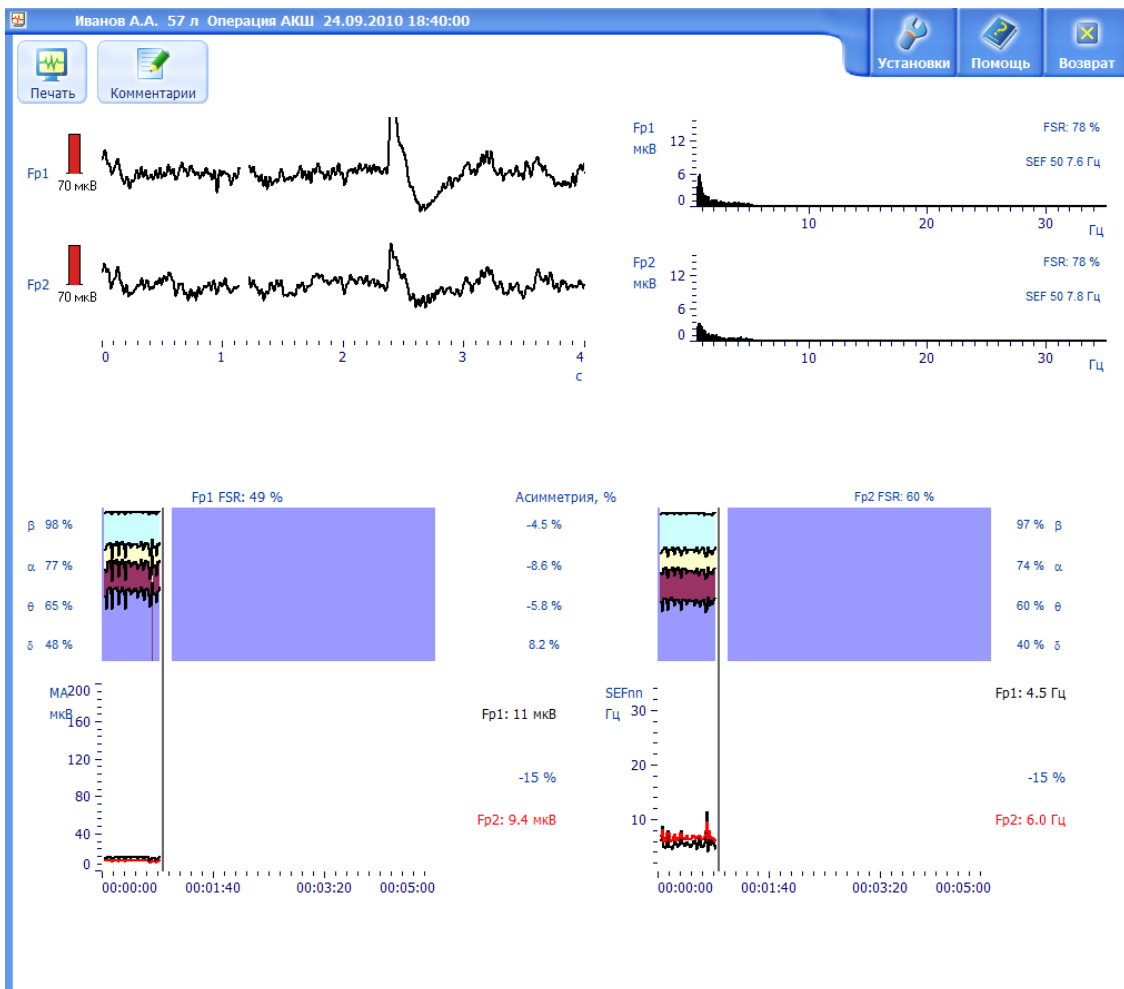 Иванов А.А. 57 л Операция АКШ 24.09.2010 18:40:00
Установки Помощь Возврат
Печать Комментарии
Fp1
70 мкВ
Fp2
70 мкВ
0 1 2 3 4
с
Fp1
мкВ
12
6
0
FSR: 78 %
SEF 50 7.6 Гц
10 20 30 Гц
Fp2
мкВ
12
6
0
FSR: 78 %
SEF 50 7.8 Гц
10 20 30 Гц
Fp1 FSR: 49 % Асимметрия, % Fp2 FSR: 60 %
β 98 % -4.5 % 97 % β
α 77 % -8.6 % 74 % α
θ 65 % -5.8 % 60 % θ
δ 48 % 8.2 % 40 % δ
МА
мкВ
200
160
120
80
40
0
Fp1: 11 мкВ
-15 %
Fp2: 9.4 мкВ
00:00:00 00:01:40 00:03:20 00:05:00
SEFnn
Гц
30
20
10
Fp1: 4.5 Гц
-15 %
Fp2: 6.0 Гц
00:00:00 00:01:40 00:03:20 00:05:00